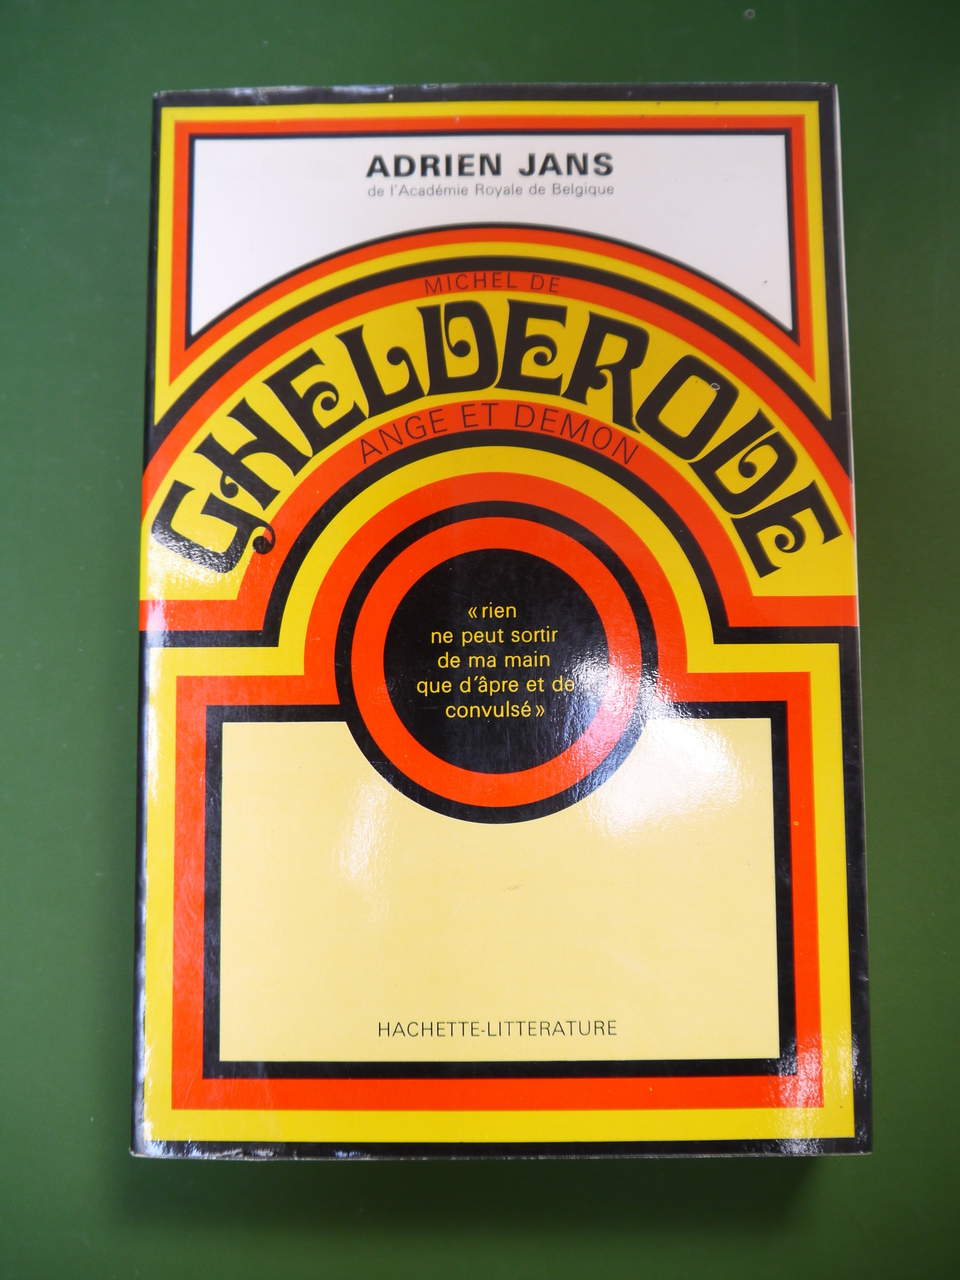 ADRIEN JANS
de l'Académie Royale de Belgique
MICHEL DE
GHELDERODE
ANGE ET DEMON
« rien
ne peut sortir
de ma main
que d'âpre et de
convulsé »
HACHETTE-LITTERATURE